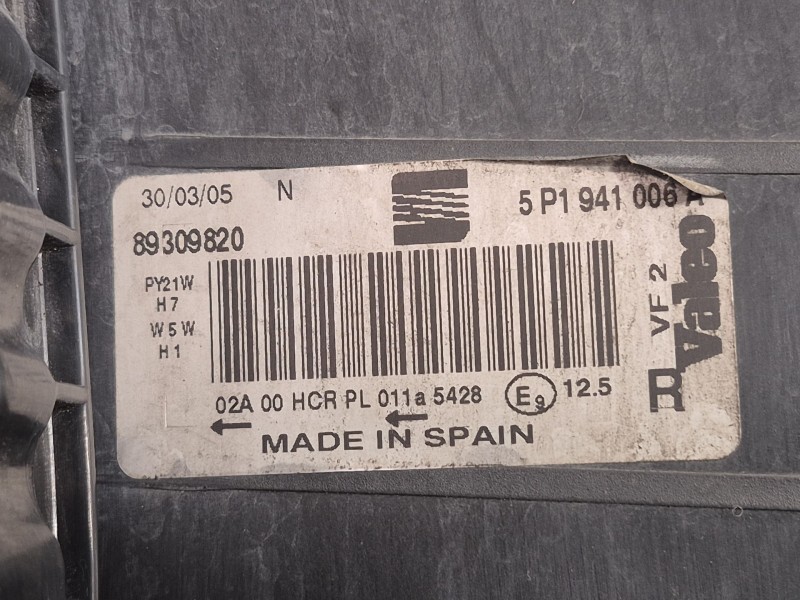 30/03/05 N 5 P1 941 006 A
89309820
PY21W
H7
W5W
H1
02A 00 HCR PL 011a 5428 E9 12.5
MADE IN SPAIN
R VF 2
Valeo